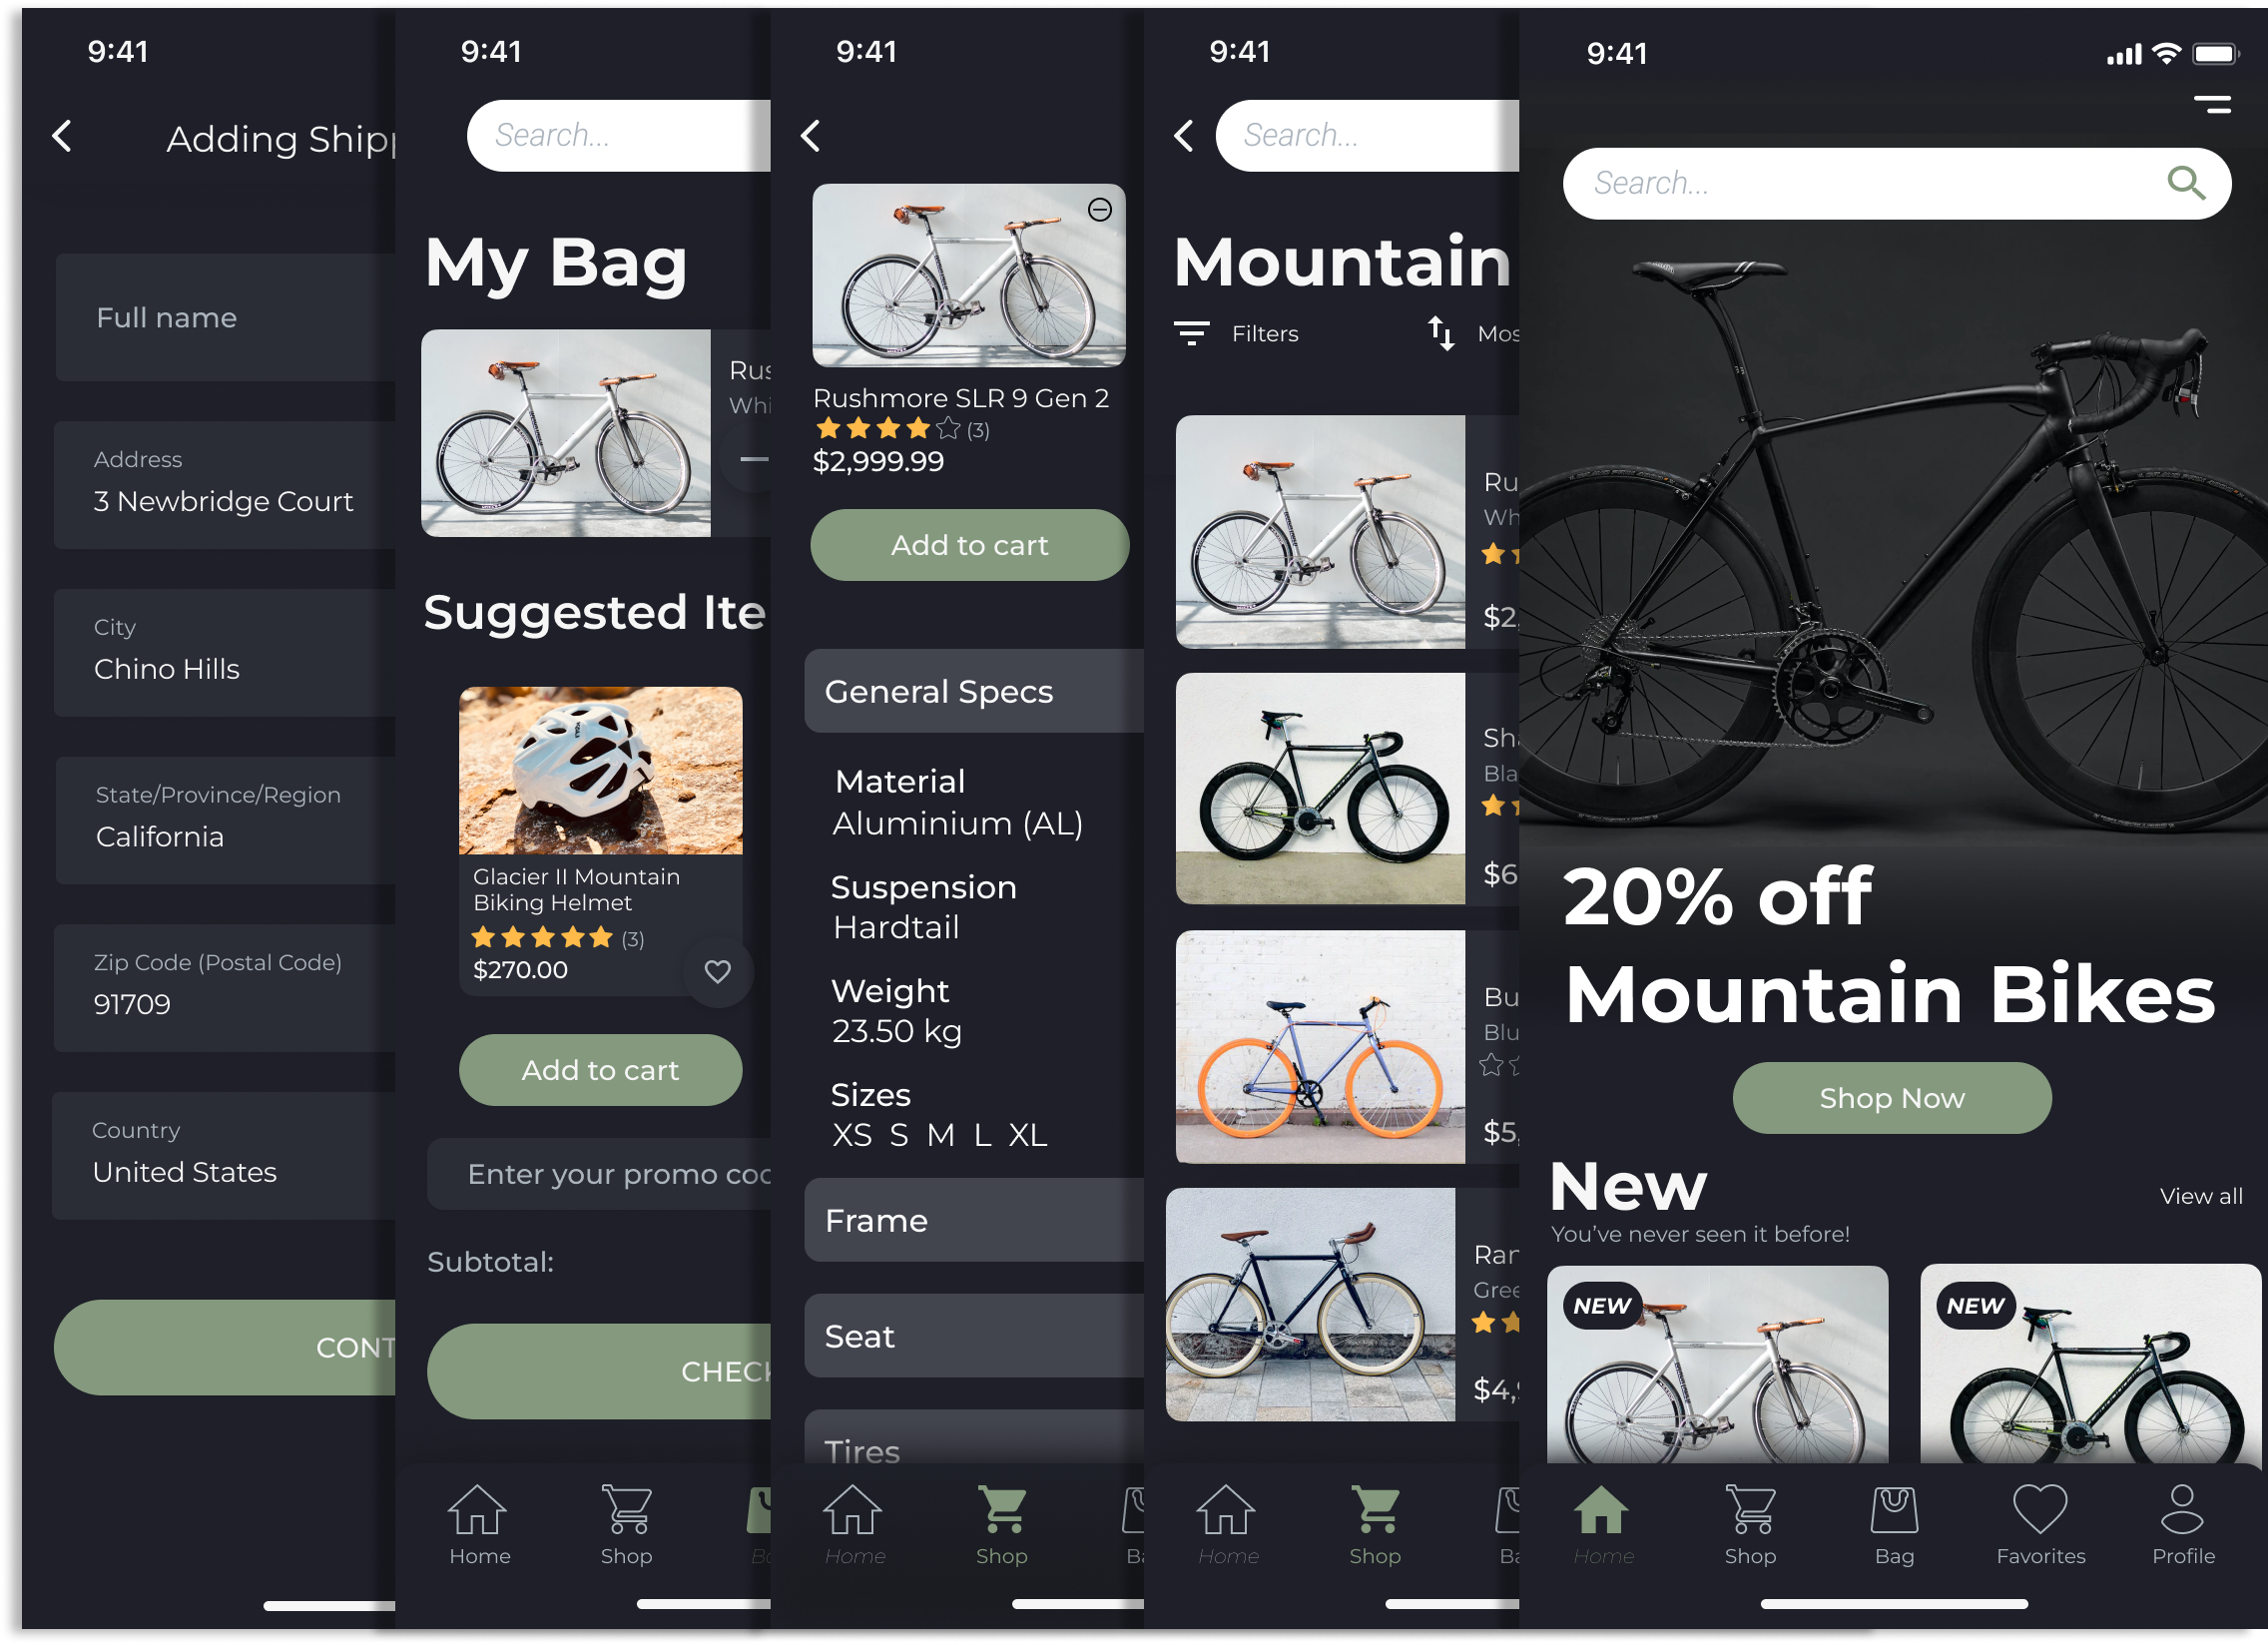 9:41
Adding Shipp
Full name
Address
3 Newbridge Court
City
Chino Hills
State/Province/Region
California
Zip Code (Postal Code)
91709
Country
United States
CONT
9:41
Search...
My Bag
Rus
Whi
Suggested Ite
Glacier II Mountain
Biking Helmet
(3)
$270.00
Add to cart
Enter your promo coc
Subtotal:
CHECK
Home
Shop
Ba
9:41
Rushmore SLR 9 Gen 2
(3)
$2,999.99
Add to cart
General Specs
Material
Aluminium (AL)
Suspension
Hardtail
Weight
23.50 kg
Sizes
XS S M L XL
Frame
Seat
Tires
Home
Shop
Ba
9:41
Search...
Mountain
Filters
Mos
Ru
Wh
$2,
Sha
Bla
$6
Bu
Blu
$5,
Ran
Gree
$4,9
Home
Shop
Ba
9:41
Search...
20% off
Mountain Bikes
Shop Now
New
View all
You've never seen it before!
NEW
NEW
Home
Shop
Bag
Favorites
Profile